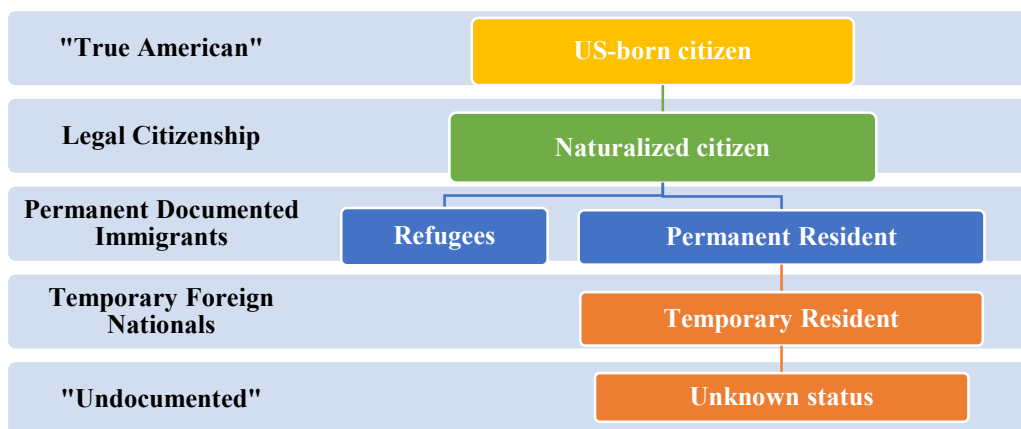 "True American"
US-born citizen
Legal Citizenship
Naturalized citizen
Permanent Documented
Immigrants
Refugees
Permanent Resident
Temporary Foreign
Nationals
Temporary Resident
"Undocumented"
Unknown status